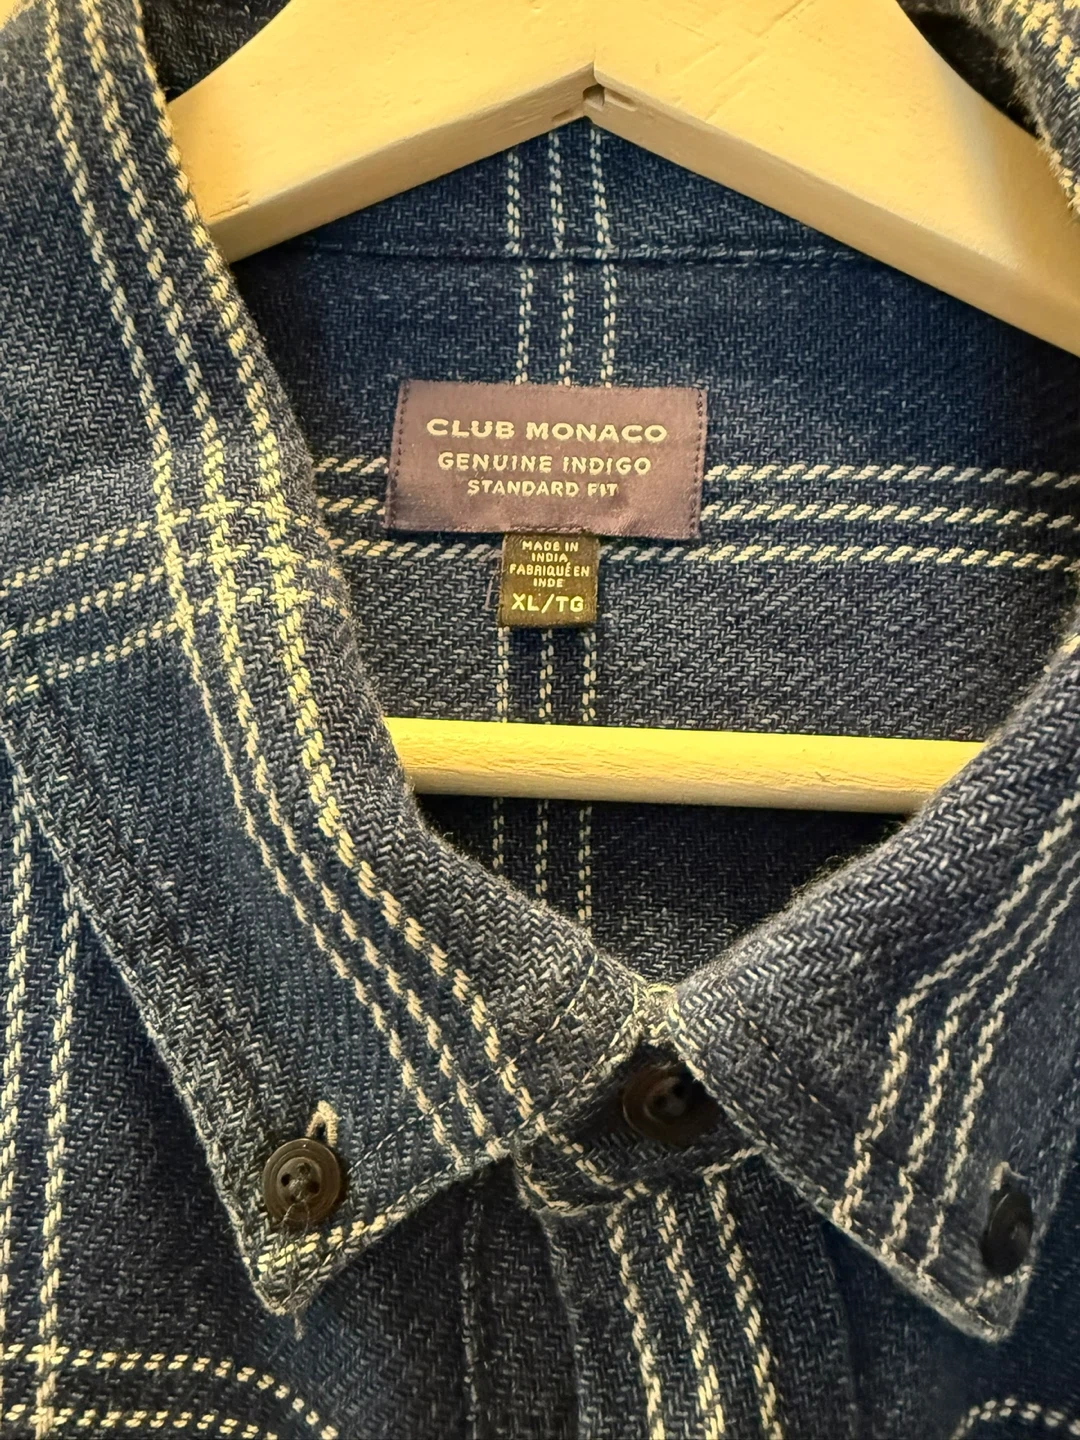 CLUB MONACO
GENUINE INDIGO
STANDARD FIT
MADE IN
INDIA
FABRIQUÉ EN
INDE
XL/TG